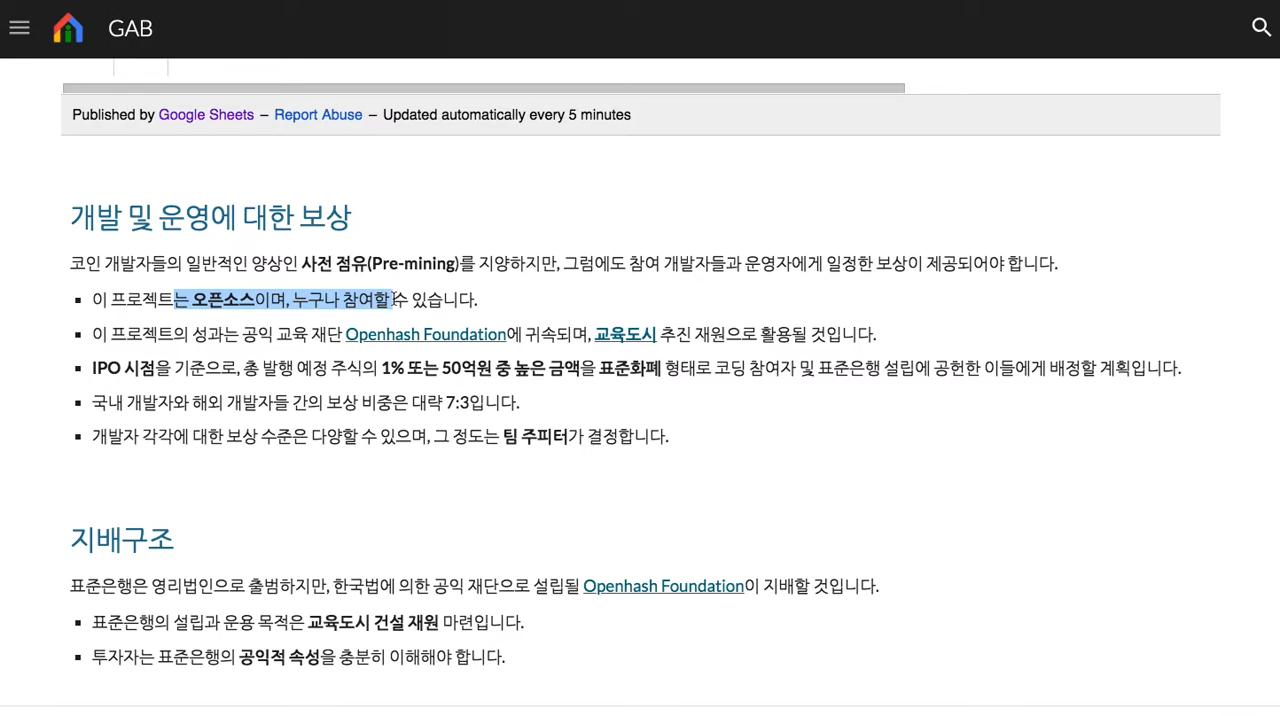 GAB
Published by Google Sheets – Report Abuse – Updated automatically every 5 minutes
개발 및 운영에 대한 보상
코인 개발자들의 일반적인 양상인 사전 점유(Pre-mining)를 지양하지만, 그럼에도 참여 개발자들과 운영자에게 일정한 보상이 제공되어야 합니다.
▪ 이 프로젝트는 오픈소스이며, 누구나 참여할 수 있습니다.
▪ 이 프로젝트의 성과는 공익 교육 재단 Openhash Foundation에 귀속되며, 교육도시 추진 재원으로 활용될 것입니다.
▪ IPO 시점을 기준으로, 총 발행 예정 주식의 1% 또는 50억원 중 높은 금액을 표준화폐 형태로 코딩 참여자 및 표준은행 설립에 공헌한 이들에게 배정할 계획입니다.
▪ 국내 개발자와 해외 개발자들 간의 보상 비중은 대략 7:3입니다.
▪ 개발자 각각에 대한 보상 수준은 다양할 수 있으며, 그 정도는 팀 주피터가 결정합니다.
지배구조
표준은행은 영리법인으로 출범하지만, 한국법에 의한 공익 재단으로 설립될 Openhash Foundation이 지배할 것입니다.
▪ 표준은행의 설립과 운용 목적은 교육도시 건설 재원 마련입니다.
▪ 투자자는 표준은행의 공익적 속성을 충분히 이해해야 합니다.